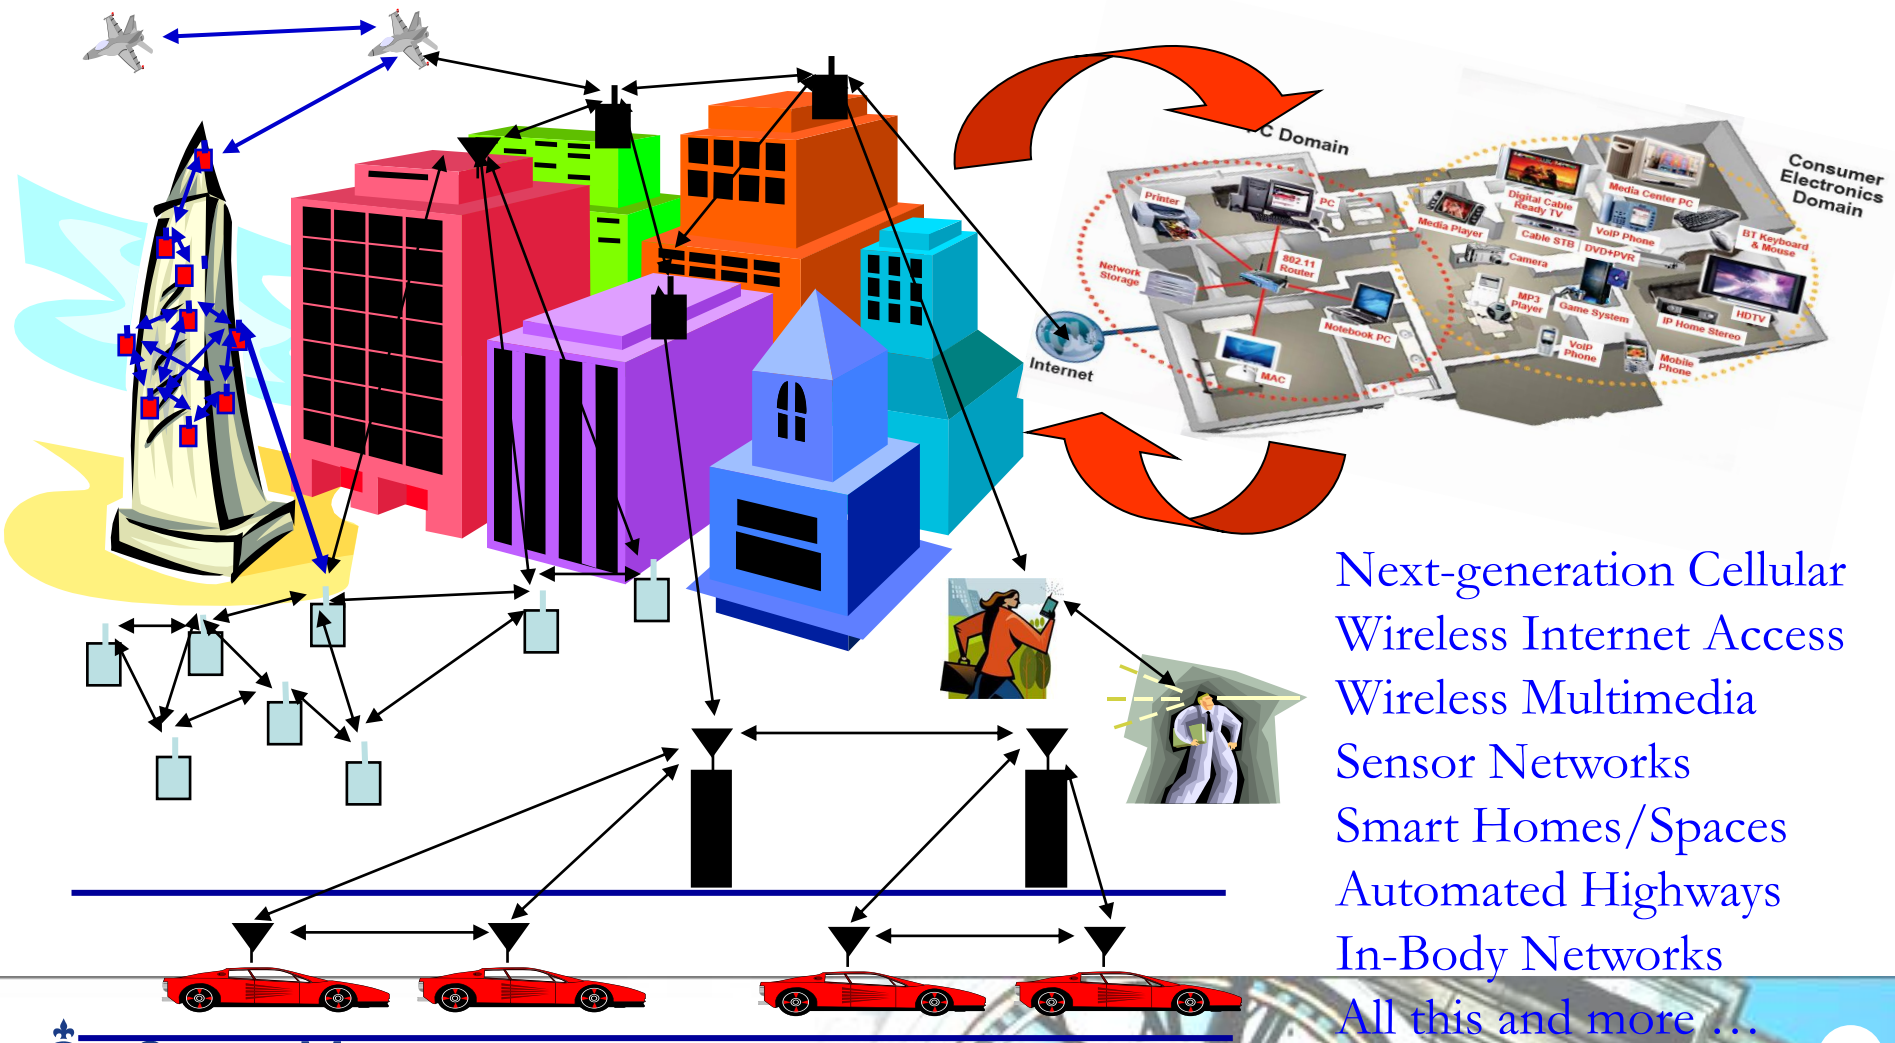 PC Domain
Consumer
Electronics
Domain
Printer
PC
Network
Storage
802.11
Router
Notebook PC
MAC
Internet
Media Player
Digital Cable
Ready TV
Media Center PC
Cable STB
VoIP Phone
DVD+PVR
BT Keyboard
& Mouse
Camera
MP3
Player
Game System
IP Home Stereo
HDTV
VoIP
Phone
Mobile
Phone
Next-generation Cellular
Wireless Internet Access
Wireless Multimedia
Sensor Networks
Smart Homes/Spaces
Automated Highways
In-Body Networks
All this and more …